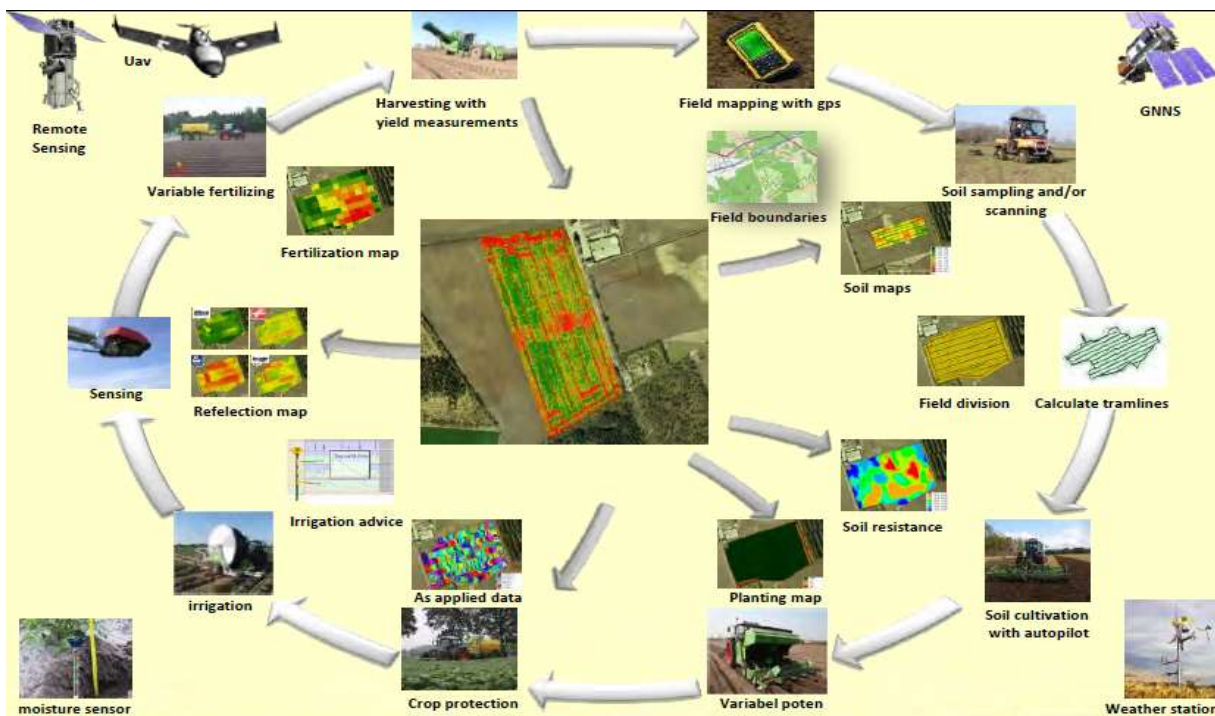 Uav
Remote
Sensing
Harvesting with
yield measurements
Field mapping with gps
GNNS
Variable fertilizing
Fertilization map
Field boundaries
Soil sampling and/or
scanning
Soil maps
Sensing
Refelection map
Field division
Calculate tramlines
Irrigation advice
Soil resistance
irrigation
As applied data
Planting map
Soil cultivation
with autopilot
moisture sensor
Crop protection
Variabel poten
Weather station